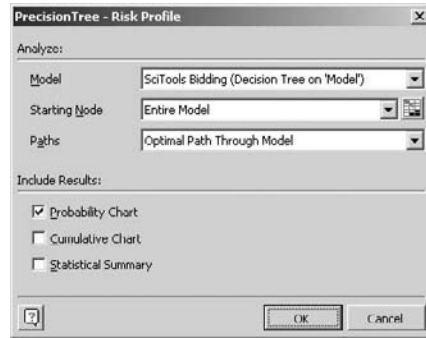 PrecisionTree - Risk Profile
Analyze:
Model SciTools Bidding (Decision Tree on 'Model')
Starting Node Entire Model
Paths Optimal Path Through Model
Include Results:
Probability Chart
Cumulative Chart
Statistical Summary
OK Cancel